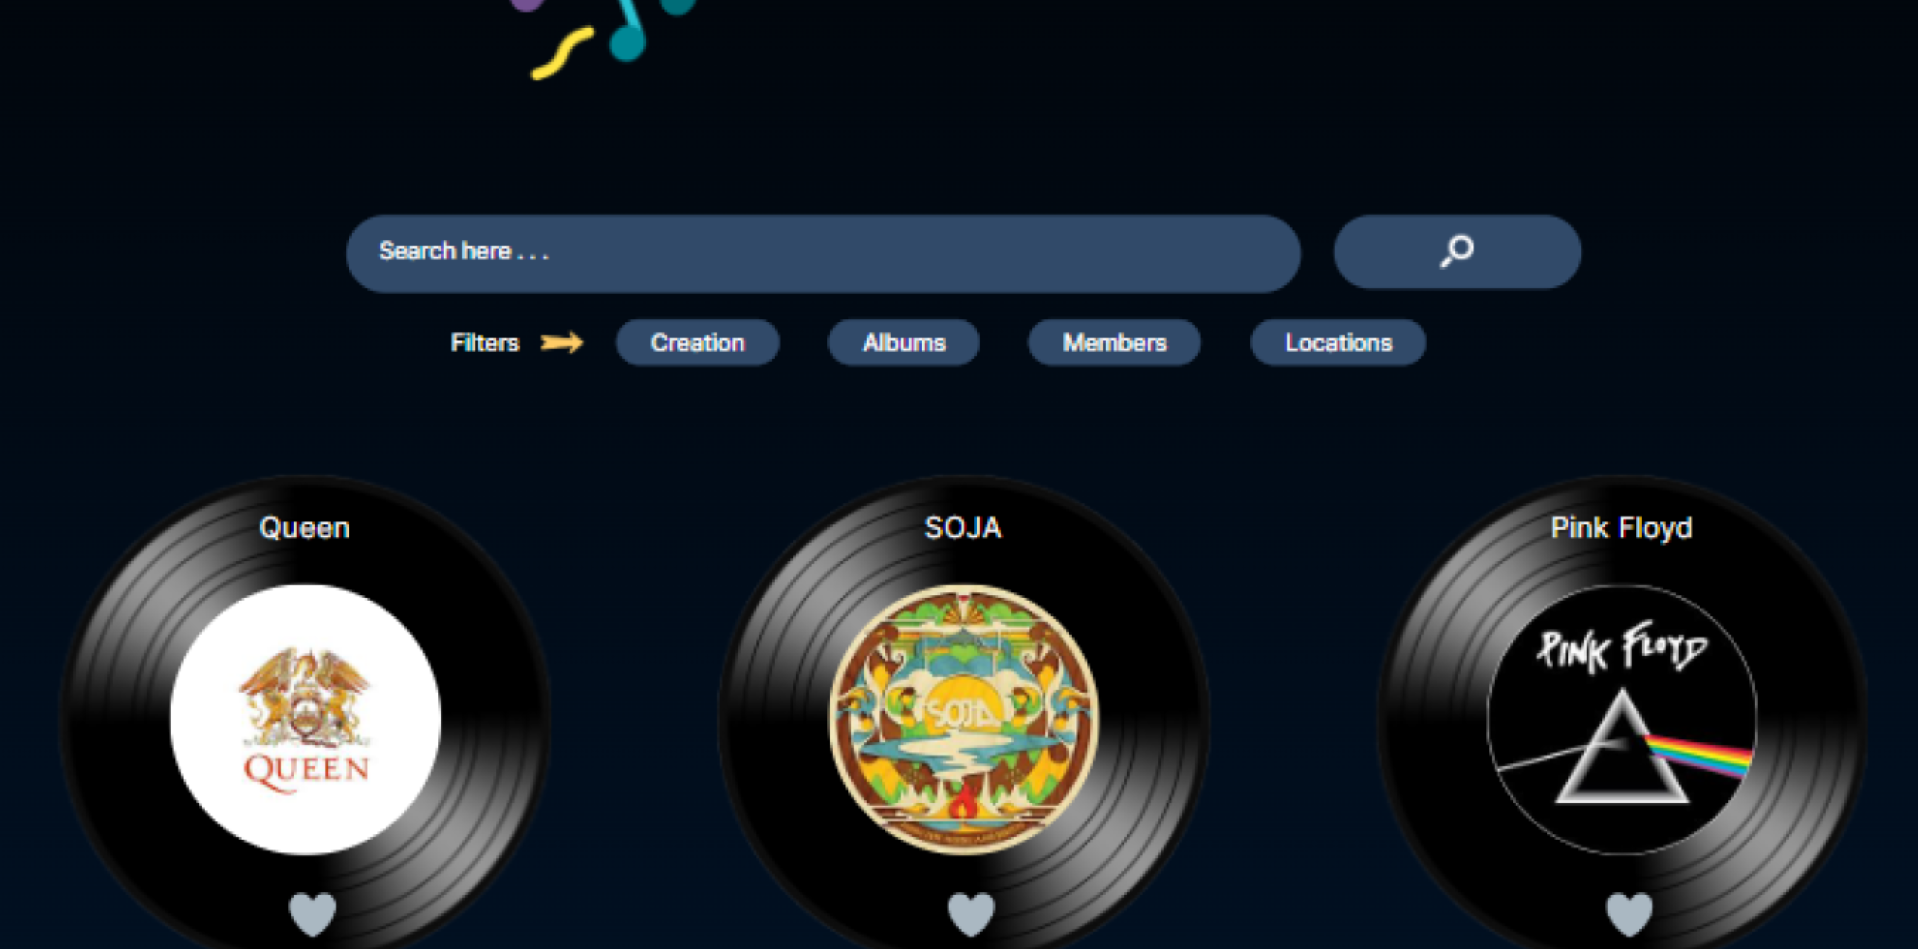 Search here . . .
Filters Creation Albums Members Locations
Queen SOJA Pink Floyd
PINK FLOYD
SOJA
QUEEN